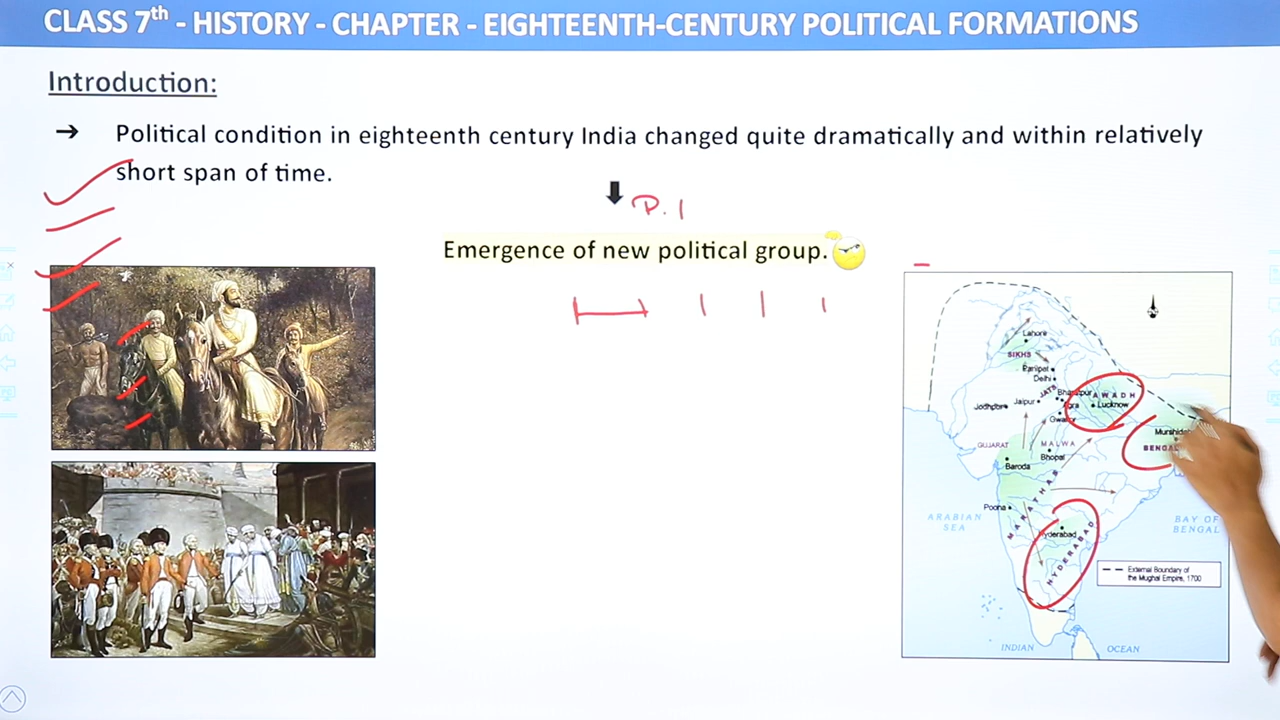 CLASS 7th - HISTORY - CHAPTER - EIGHTEENTH-CENTURY POLITICAL FORMATIONS
Introduction:
➔ Political condition in eighteenth century India changed quite dramatically and within relatively
short span of time.
P. 1
Emergence of new political group.
Lahore
SIKHS
Panipat
Delhi
JATS
Bharatpur
AWADH
Agra
Lucknow
Jodhpur
Jaipur
Gwalior
GUJARAT
MALWA
Bhopal
BENGAL
Baroda
Poona
MARATHAS
Hyderabad
HYDERABAD
ARABIAN
SEA
BAY OF
BENGAL
External Boundary of
the Mughal Empire, 1700
INDIAN OCEAN